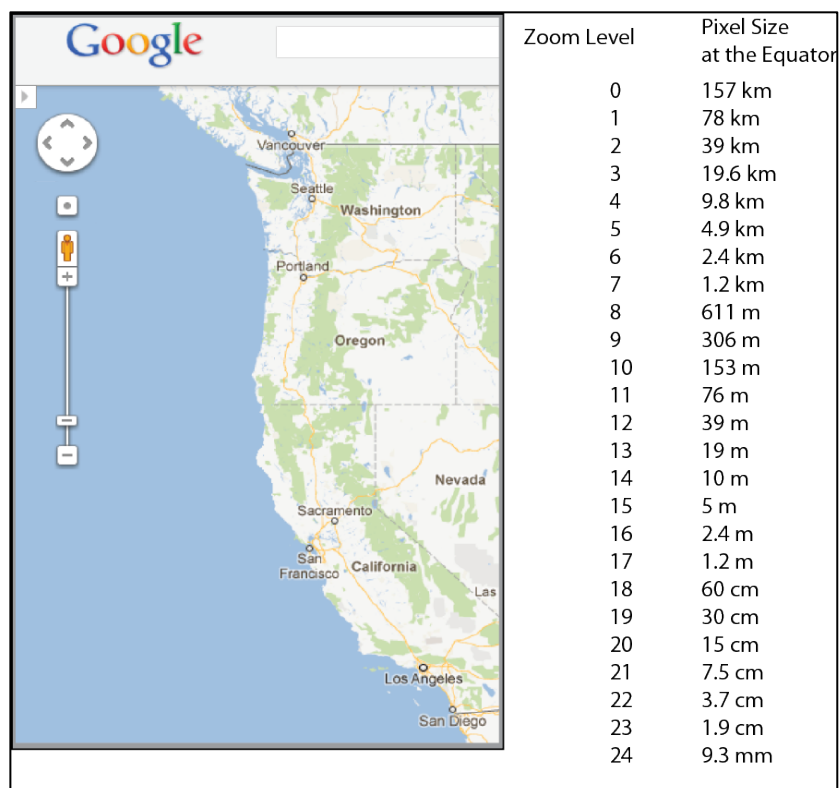 Google
Vancouver
Seattle
Washington
Portland
Oregon
Nevada
Sacramento
San
Francisco
California
Las
Los Angeles
San Diego
Zoom Level Pixel Size
at the Equator
0 157 km
1 78 km
2 39 km
3 19.6 km
4 9.8 km
5 4.9 km
6 2.4 km
7 1.2 km
8 611 m
9 306 m
10 153 m
11 76 m
12 39 m
13 19 m
14 10 m
15 5 m
16 2.4 m
17 1.2 m
18 60 cm
19 30 cm
20 15 cm
21 7.5 cm
22 3.7 cm
23 1.9 cm
24 9.3 mm